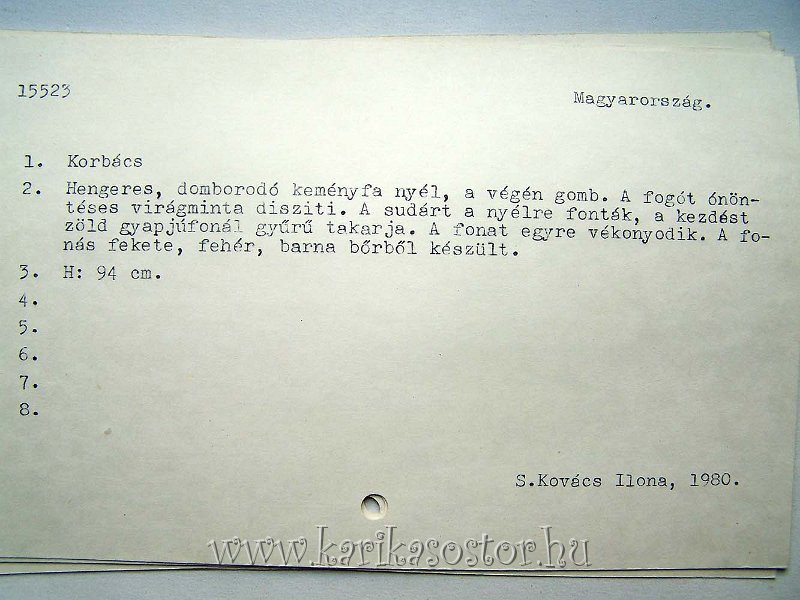 15523
Magyarország.
1. Korbács
2. Hengeres, domborodó keményfa nyél, a végén gomb. A fogót ónön-
téses virágminta disziti. A sudárt a nyélre fonták, a kezdést
zöld gyapjúfonál gyűrű takarja. A fonat egyre vékonyodik. A fo-
nás fekete, fehér, barna bőrből készült.
3. H: 94 cm.
4.
5.
6.
7.
8.
S.Kovács Ilona, 1980.
www.karikasostor.hu